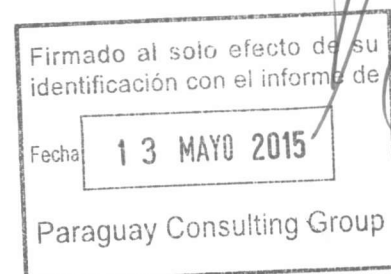 Firmado al solo efecto de su
identificación con el informe de
Fecha 13 MAYO 2015
Paraguay Consulting Group